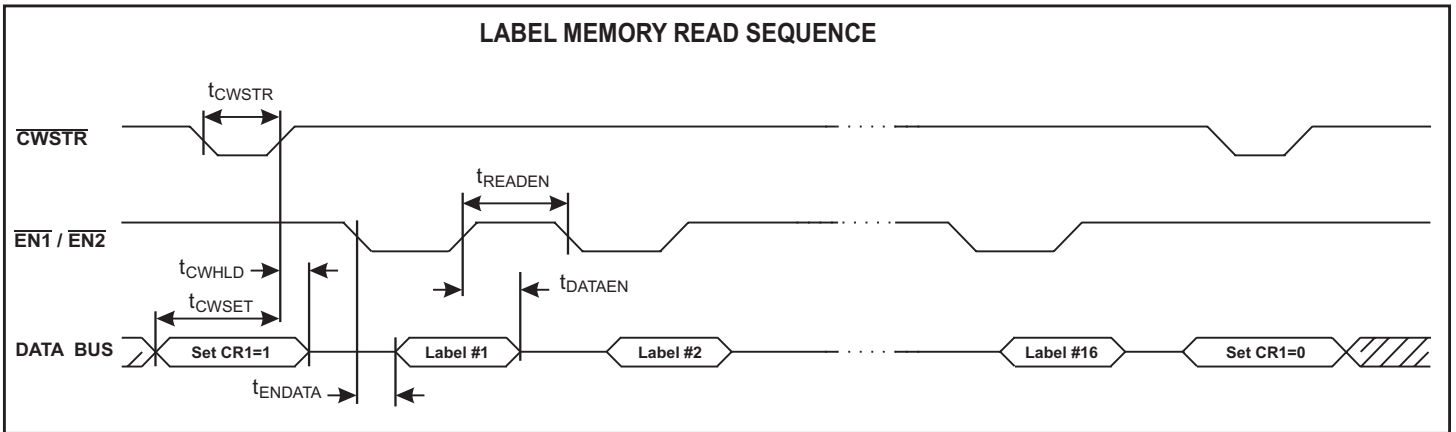 LABEL MEMORY READ SEQUENCE
tCWSTR
CWSTR
tREADEN
EN1 / EN2
tCWHLD
tDATAEN
tCWSET
DATA BUS
Set CR1=1
Label #1
Label #2
Label #16
Set CR1=0
tENDATA